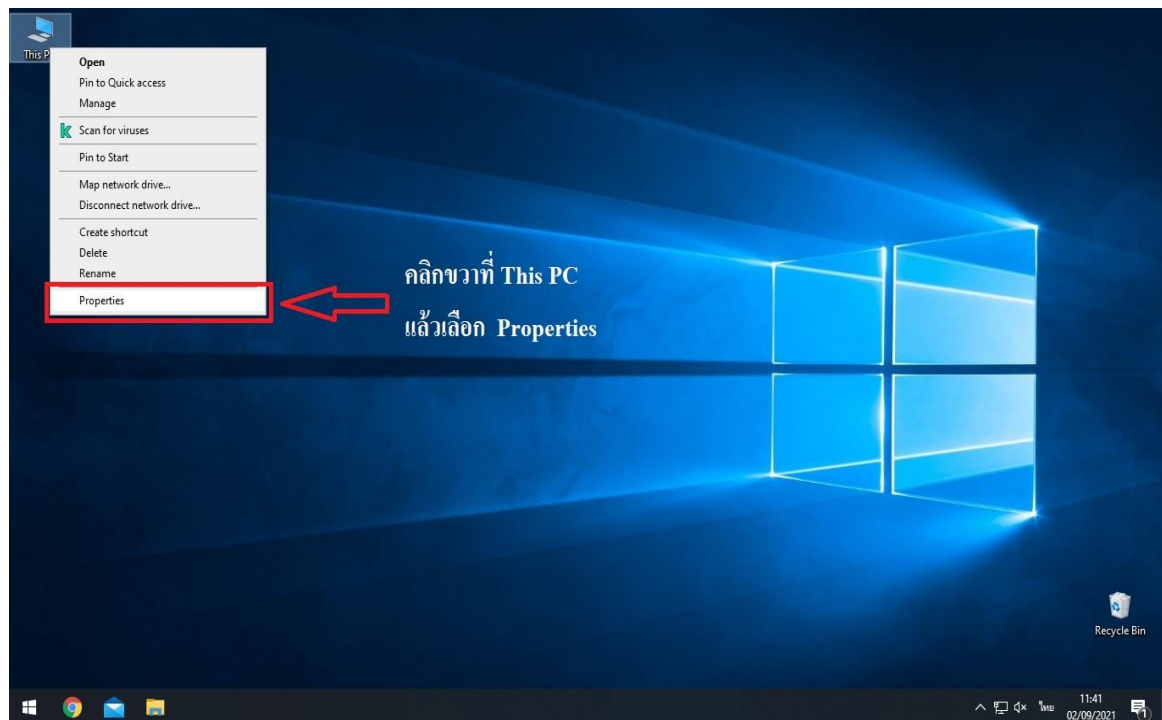 This P
Open
Pin to Quick access
Manage
Scan for viruses
Pin to Start
Map network drive...
Disconnect network drive...
Create shortcut
Delete
Rename
Properties
คลิกขวาที่ This PC
แล้วเลือก Properties
Recycle Bin
ไทย
11:41
02/09/2021
1